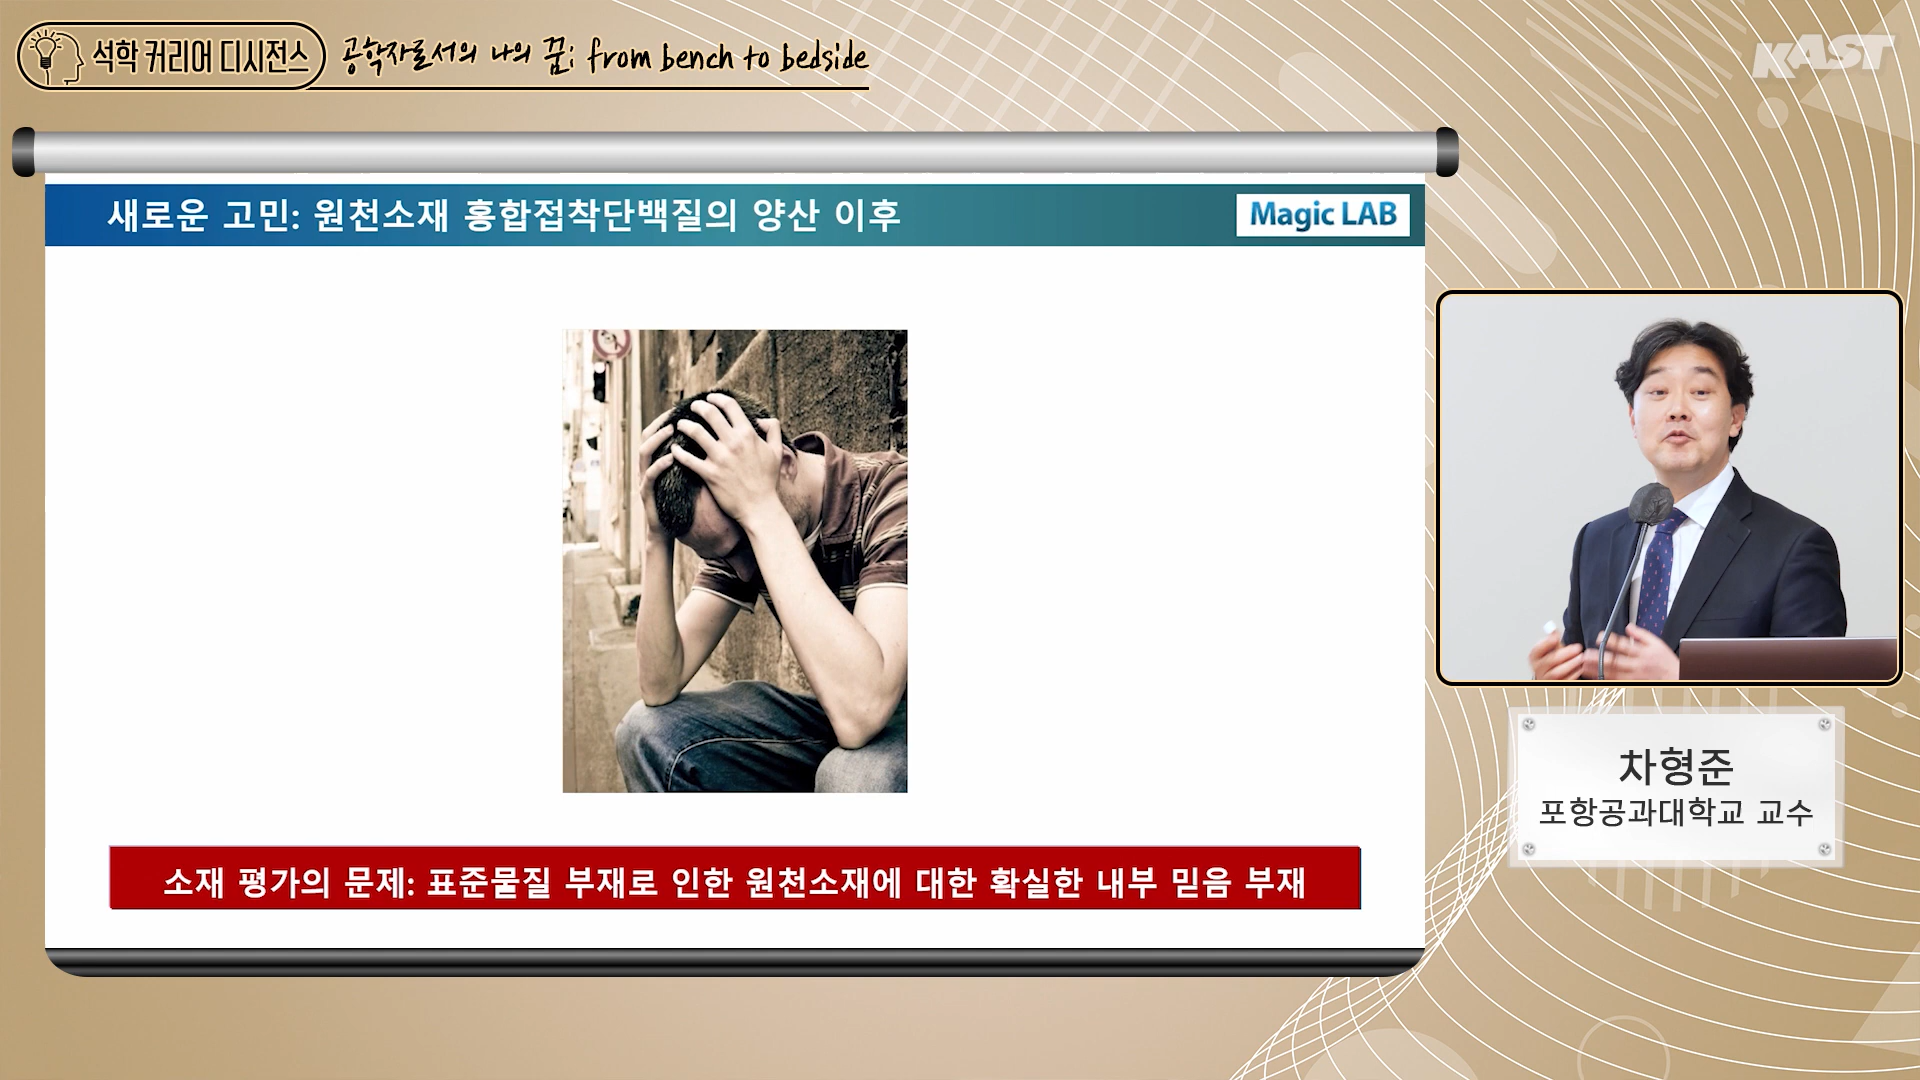 석학 커리어 디시전스
공학자로서의 나의 꿈; from bench to bedside
KAST
새로운 고민: 원천소재 홍합접착단백질의 양산 이후
Magic LAB
소재 평가의 문제: 표준물질 부재로 인한 원천소재에 대한 확실한 내부 믿음 부재
차형준
포항공과대학교 교수